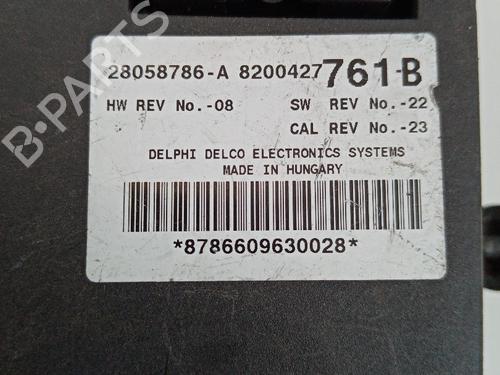 28058786-A 8200427761-B
HW REV No.-08 SW REV No.-22
CAL REV No.-23
DELPHI DELCO ELECTRONICS SYSTEMS
MADE IN HUNGARY
*8786609630028*
B-PARTS